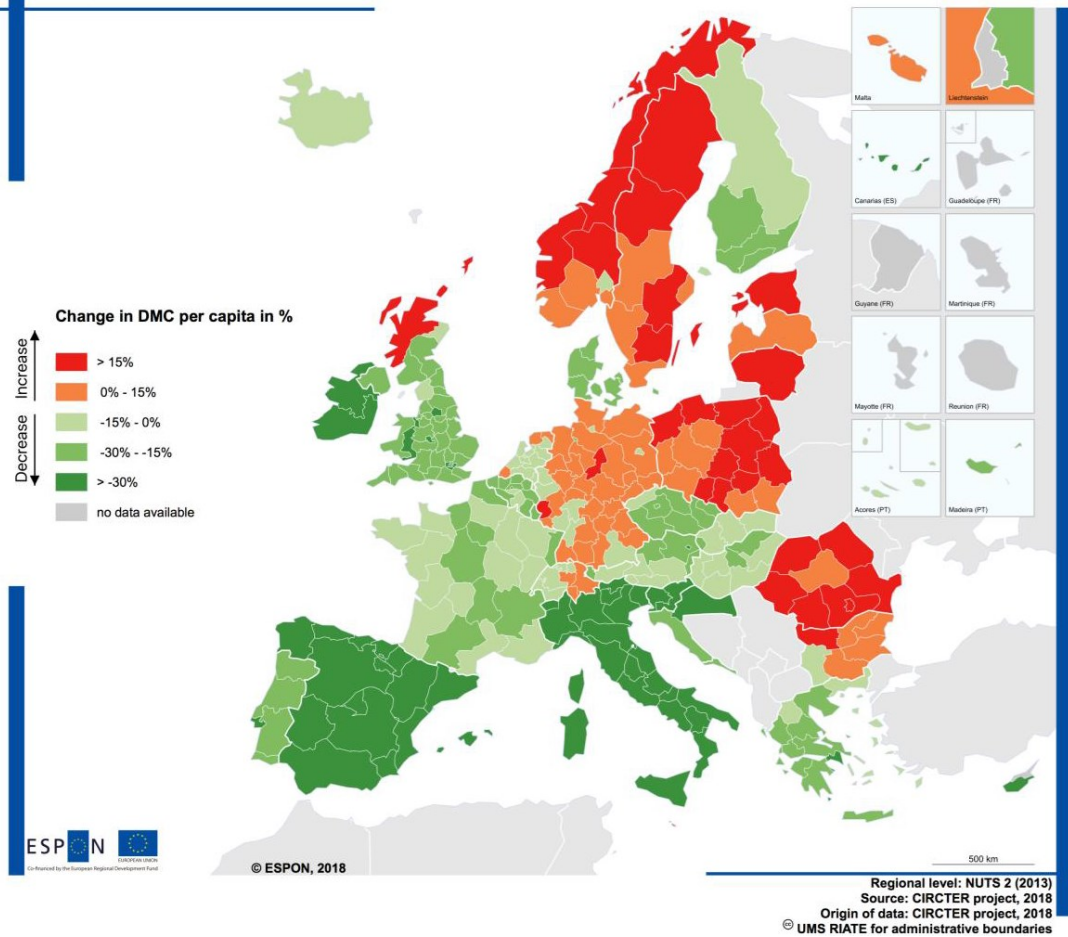 Malta
Liechtenstein
Canarias (ES)
Guadeloupe (FR)
Guyane (FR)
Martinique (FR)
Mayotte (FR)
Reunion (FR)
Acores (PT)
Madeira (PT)
Change in DMC per capita in %
Increase
Decrease
> 15%
0% - 15%
-15% - 0%
-30% - -15%
> -30%
no data available
ESPON
EUROPEAN UNION
Co-financed by the European Regional Development Fund
© ESPON, 2018
500 km
Regional level: NUTS 2 (2013)
Source: CIRCTER project, 2018
Origin of data: CIRCTER project, 2018
UMS RIATE for administrative boundaries